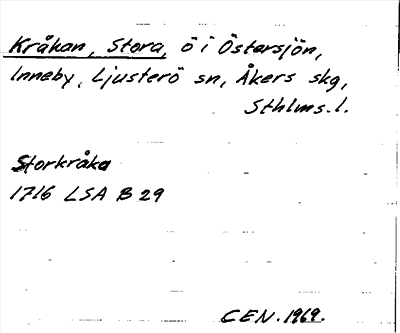 Kråkan, Stora, ö i Östersjön,
Inneby, Ljusterö sn, Åkers skg,
Sthlms. l.
Storkråka
1716 LSA B 29
CEN. 1969.